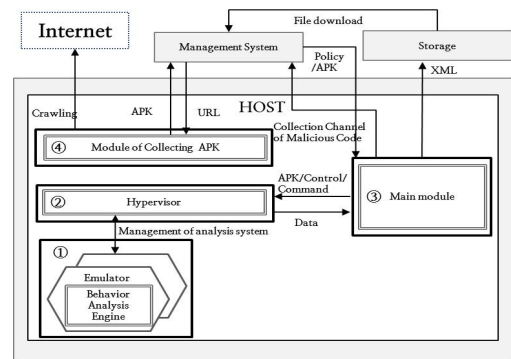 File download
Internet
Management System
Storage
Policy
/APK
XML
Crawling
APK
URL
HOST
Collection Channel
of Malicious Code
④
Module of Collecting APK
APK/Control/
Command
③ Main module
②
Hypervisor
Data
Management of analysis system
①
Emulator
Behavior
Analysis
Engine